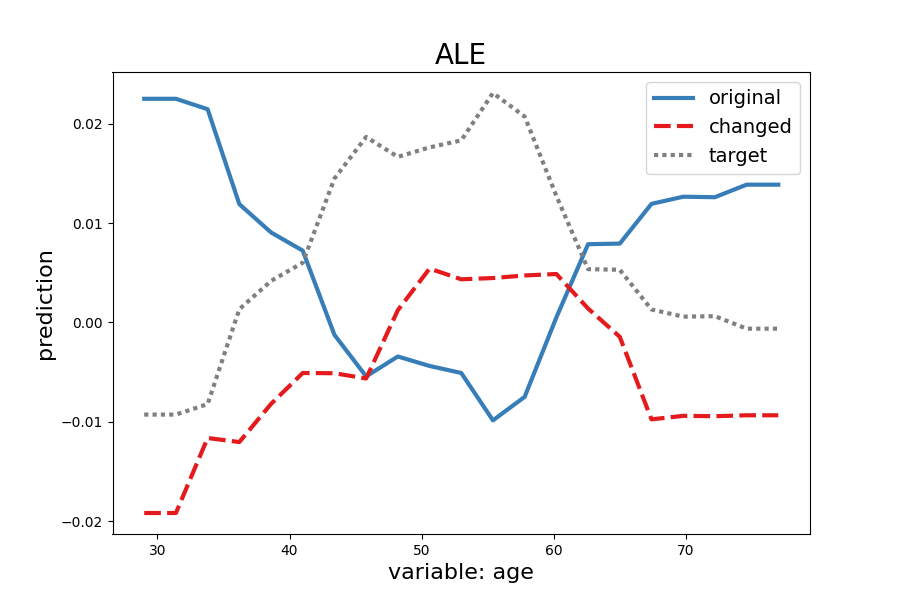 ALE
original
changed
target
prediction
0.02
0.01
0.00
−0.01
−0.02
30 40 50 60 70
variable: age